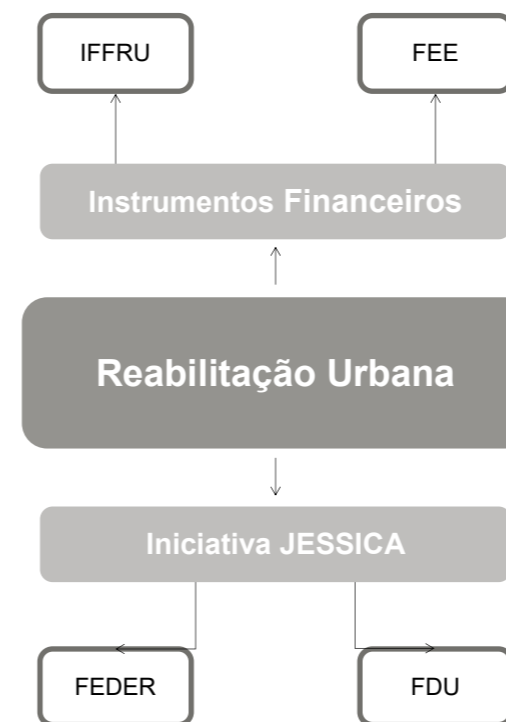 IFFRU
FEE
Instrumentos Financeiros
Reabilitação Urbana
Iniciativa JESSICA
FEDER
FDU